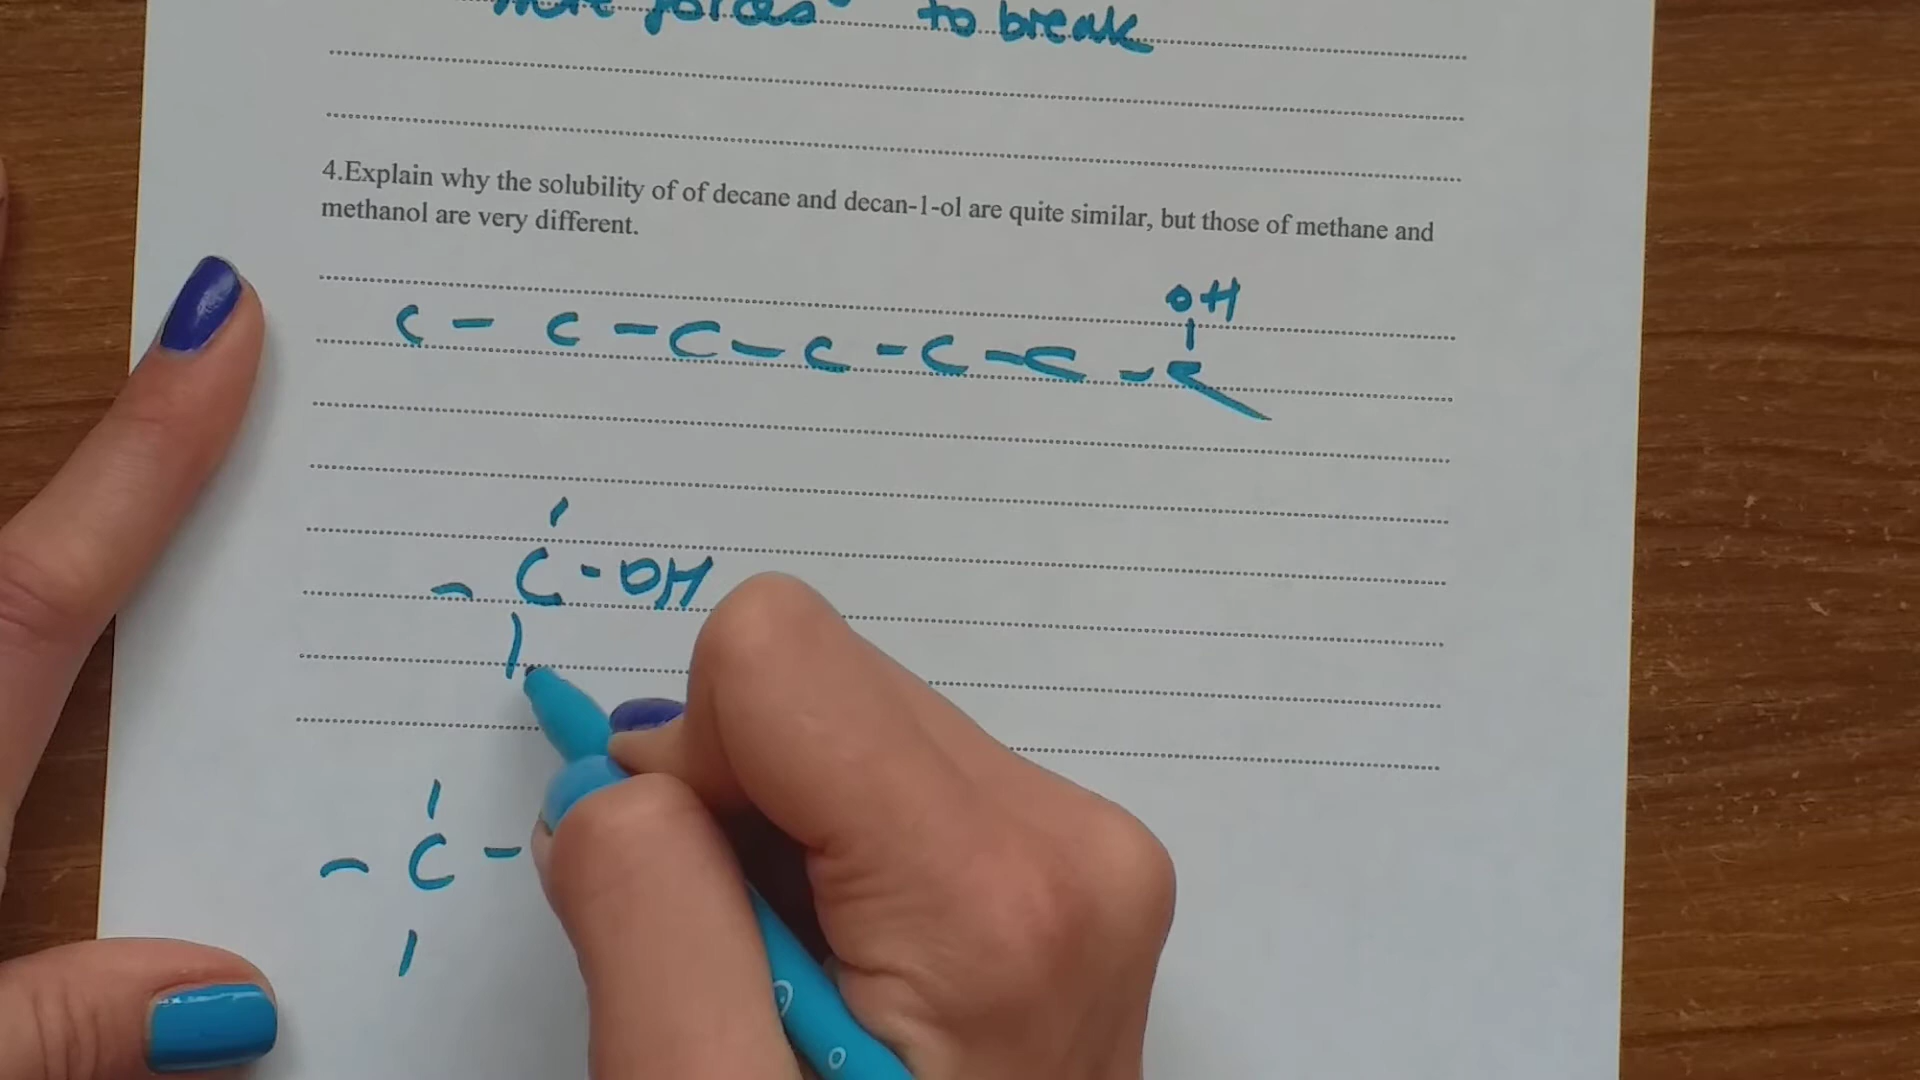 more forces to break
4.Explain why the solubility of of decane and decan-1-ol are quite similar, but those of methane and
methanol are very different.
OH
C - C - C - C - C - C - C
C - OH
- C -